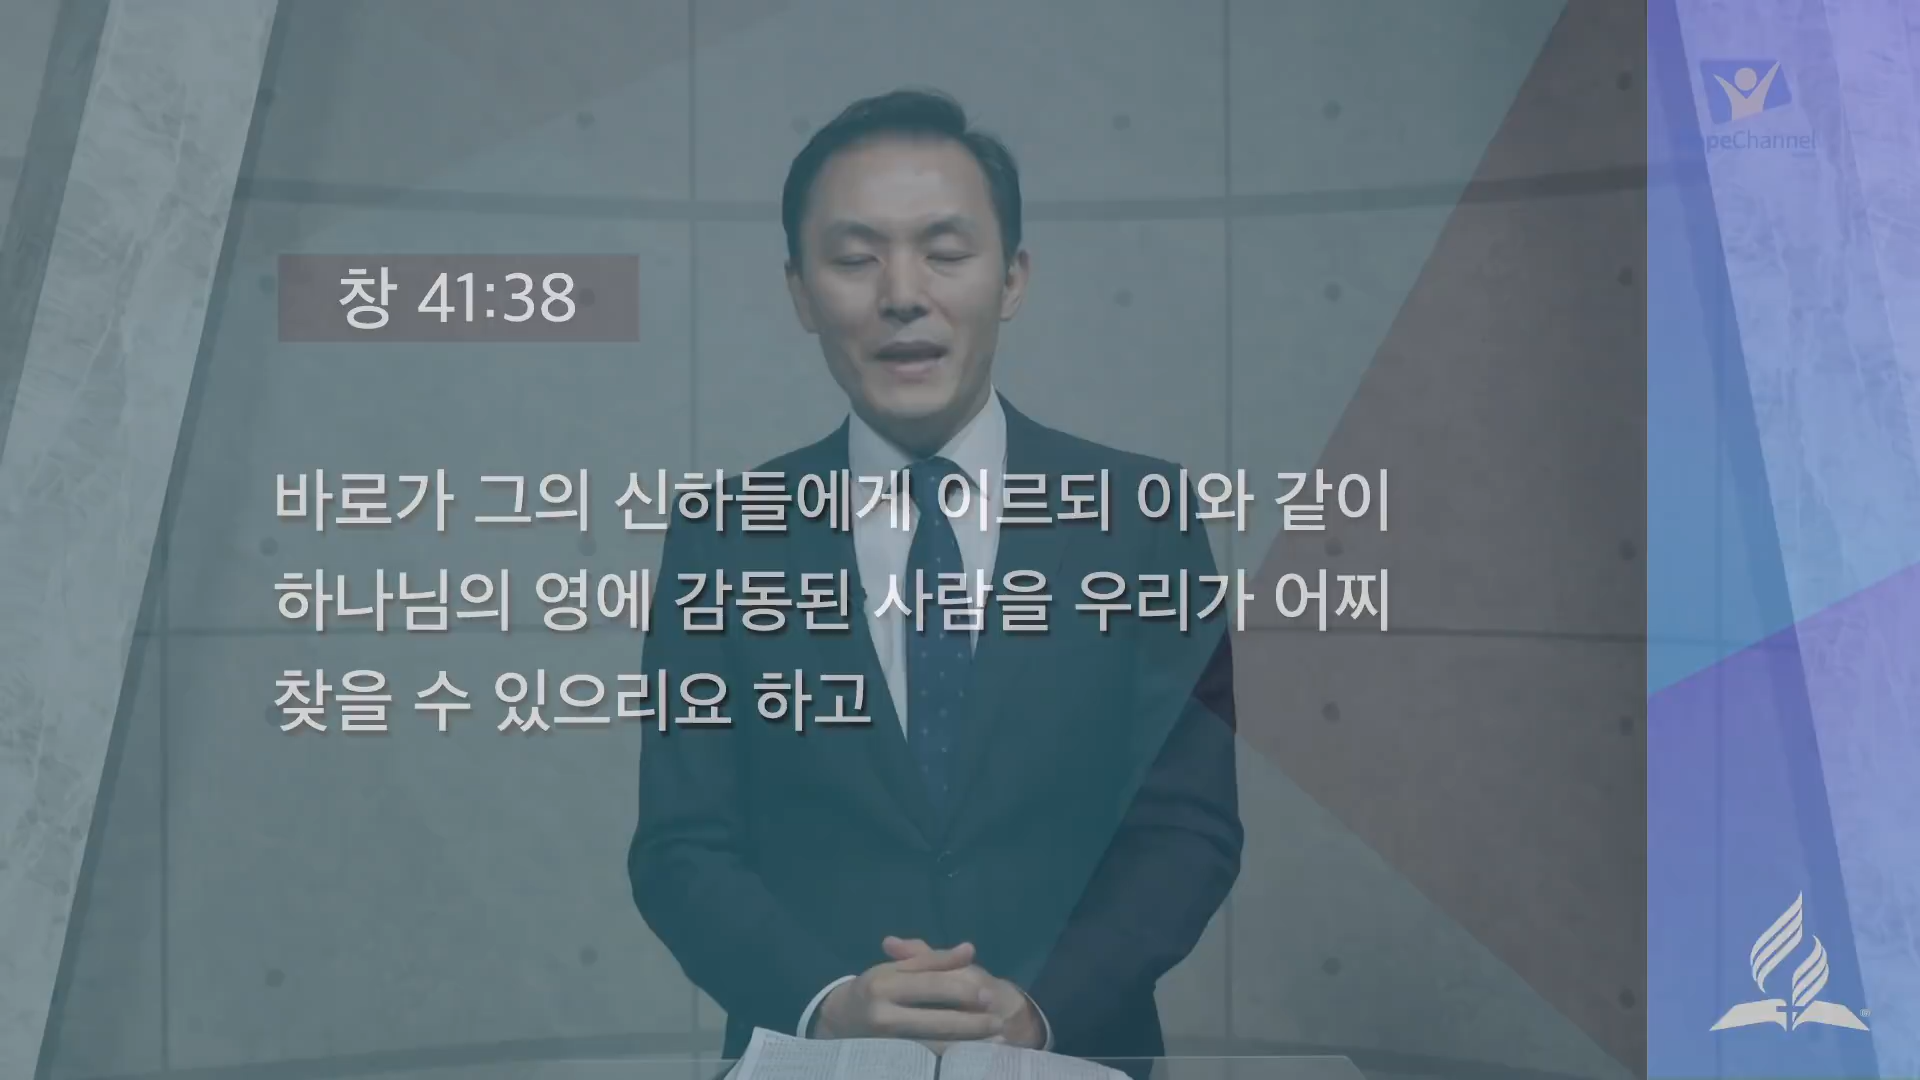 창 41:38
바로가 그의 신하들에게 이르되 이와 같이
하나님의 영에 감동된 사람을 우리가 어찌
찾을 수 있으리요 하고